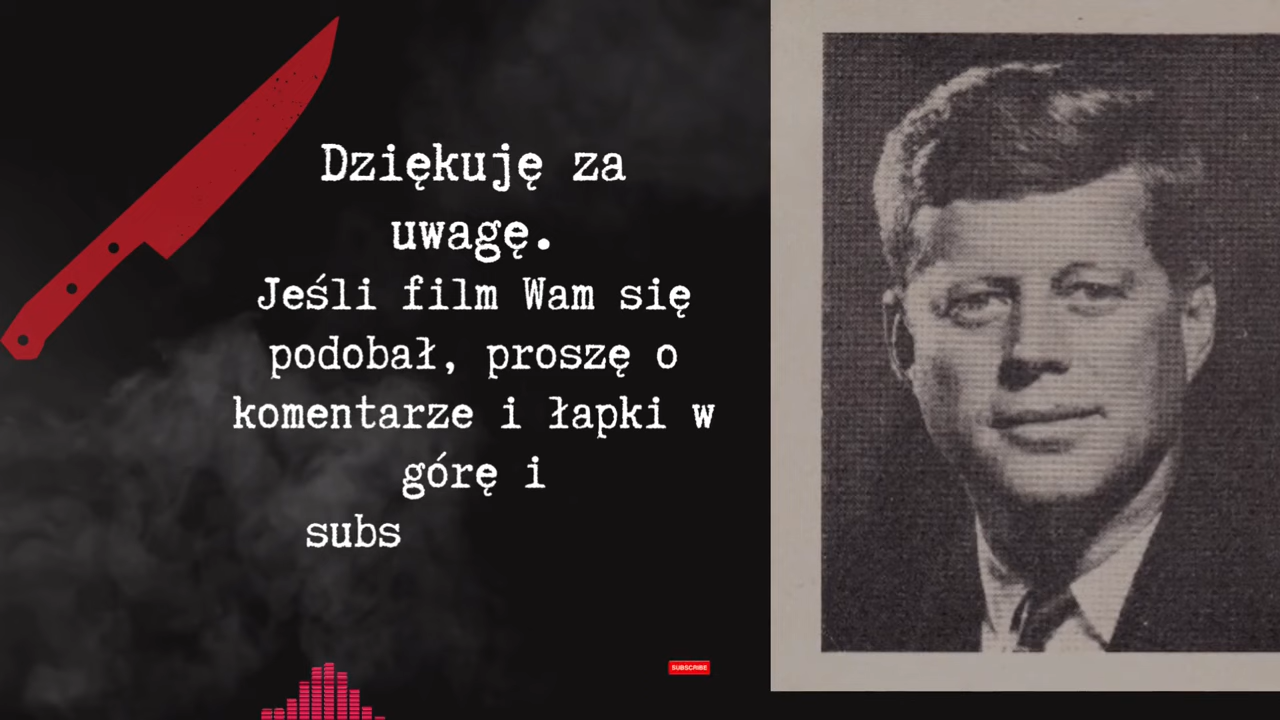 Dziękuję za
uwagę.
Jeśli film Wam się
podobał, proszę o
komentarze i łapki w
górę i
subs
SUBSCRIBE